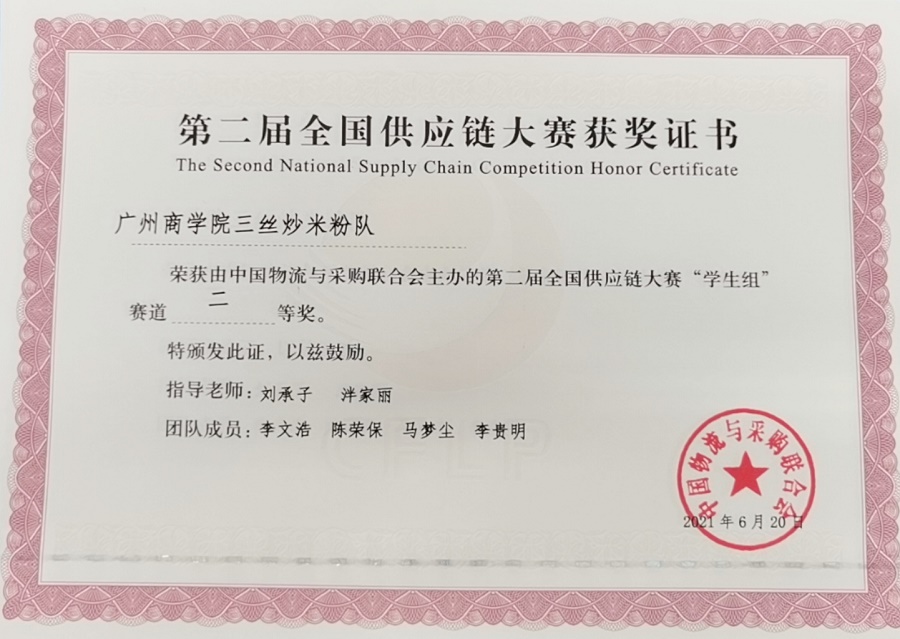 第二届全国供应链大赛获奖证书
The Second National Supply Chain Competition Honor Certificate
广州商学院三丝炒米粉队
荣获由中国物流与采购联合会主办的第二届全国供应链大赛“学生组”
赛道二等奖。
特颁发此证，以兹鼓励。
指导老师：刘承子 泮家丽
团队成员：李文浩 陈荣保 马梦尘 李贵明
中国物流与采购联合会
2021年6月20日